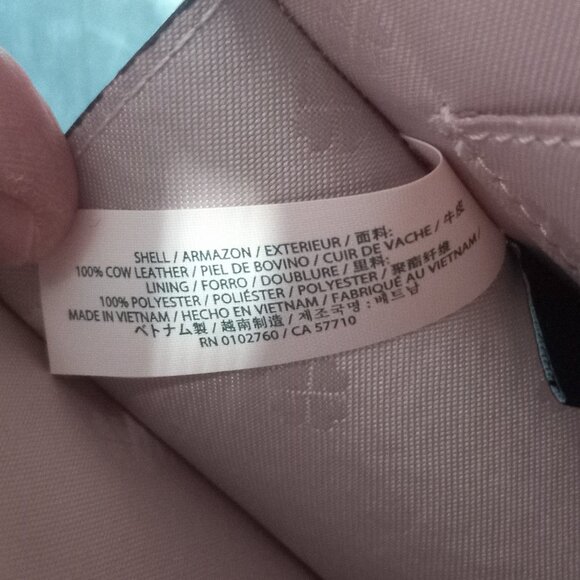 SHELL / ARMAZON / EXTERIEUR / 面料:
100% COW LEATHER / PIEL DE BOVINO / CUIR DE VACHE / 牛皮
LINING / FORRO / DOUBLURE / 里料:
100% POLYESTER / POLIÉSTER / POLYESTER / 聚酯纤维
MADE IN VIETNAM / HECHO EN VIETNAM / FABRIQUÉ AU VIETNAM /
ベトナム製 / 越南制造 / 제조국명 : 베트남
RN 0102760 / CA 57710